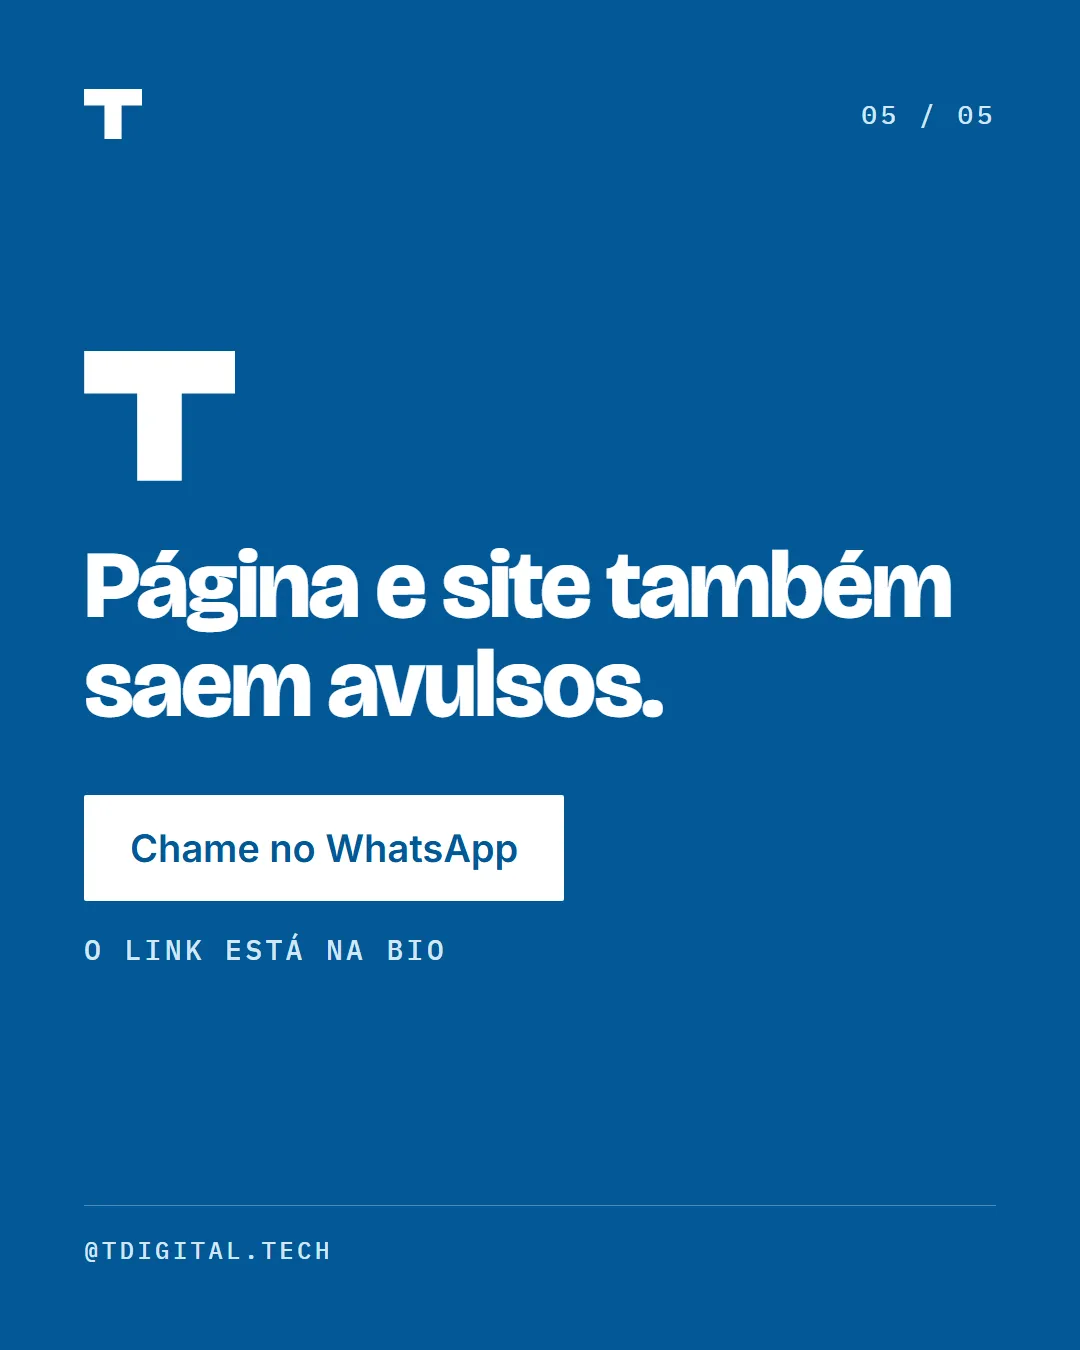 T
05 / 05
T
Página e site também
saem avulsos.
Chame no WhatsApp
O LINK ESTÁ NA BIO
@TDIGITAL.TECH